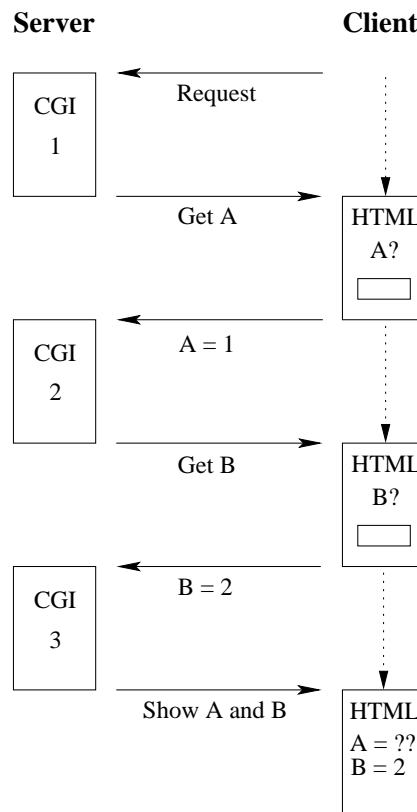 Server
Client
Request
CGI
1
Get A
HTML
A?
A = 1
CGI
2
Get B
HTML
B?
B = 2
CGI
3
Show A and B
HTML
A = ??
B = 2